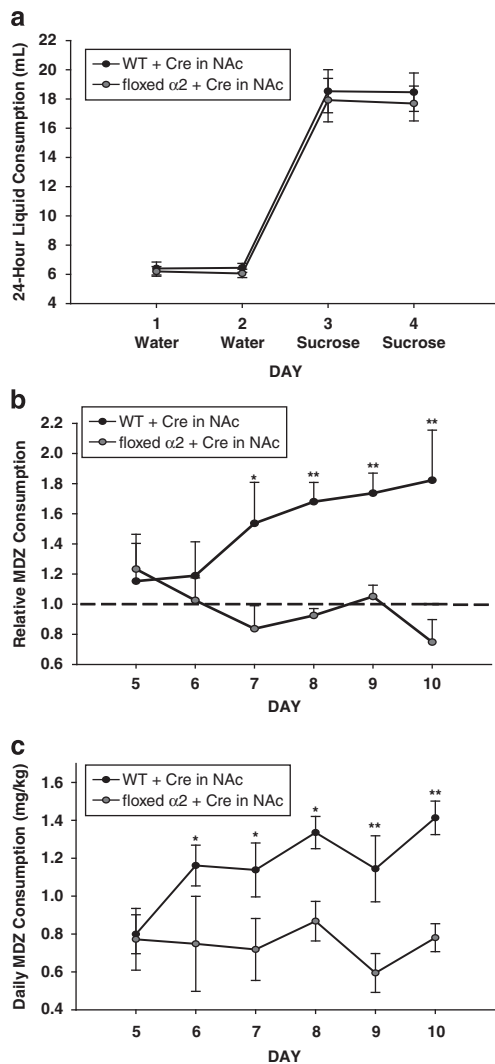 a
24-Hour Liquid Consumption (mL)
22
20
18
16
14
12
10
8
6
4
WT + Cre in NAc
floxed α2 + Cre in NAc
1 2 3 4
Water Water Sucrose Sucrose
DAY
b
Relative MDZ Consumption
2.2
2.0
1.8
1.6
1.4
1.2
1.0
0.8
0.6
WT + Cre in NAc
floxed α2 + Cre in NAc
* ** ** **
5 6 7 8 9 10
DAY
c
Daily MDZ Consumption (mg/kg)
1.6
1.4
1.2
1.0
0.8
0.6
0.4
WT + Cre in NAc
floxed α2 + Cre in NAc
* * * ** **
5 6 7 8 9 10
DAY